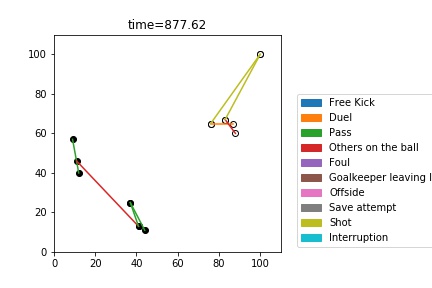 time=877.62
100
80
60
40
20
0
0 20 40 60 80 100
Free Kick
Duel
Pass
Others on the ball
Foul
Goalkeeper leaving l
Offside
Save attempt
Shot
Interruption